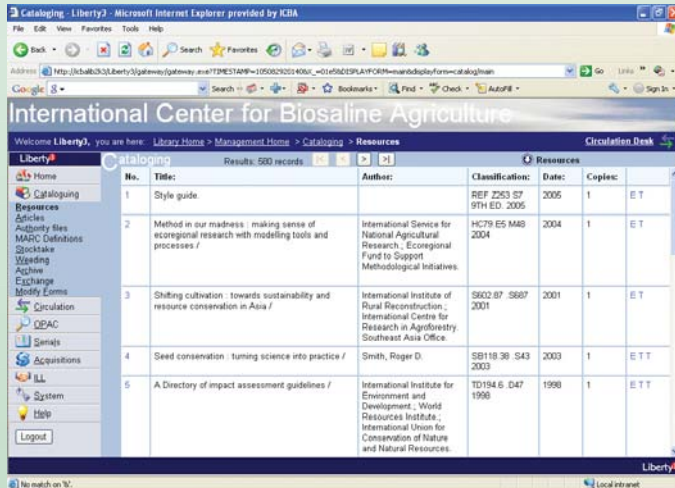 Cataloging - Liberty3 - Microsoft Internet Explorer provided by ICBA
File Edit View Favorites Tools Help
Back Search Favorites
Address
Go Links
Google Search Bookmarks Find Check AutoFill Sign In
International Center for Biosaline Agriculture
Welcome Liberty3, you are here: Library Home > Management Home > Cataloging > Resources Circulation Desk
Liberty3 Cataloging Results: 580 records Resources
Home
Cataloguing
Resources
Articles
Authority files
MARC Definitions
Stocktake
Weeding
Archive
Exchange
Modify Forms
Circulation
OPAC
Serials
Acquisitions
ILL
System
Help
Logout
No. Title: Author: Classification: Date: Copies:
1 Style guide. REF Z253 S7 2005 1 E T
9TH ED. 2005
2 Method in our madness : making sense of International Service for HC79 E5 M48 2004 1 E T
ecoregional research with modelling tools and National Agricultural 2004
processes / Research.; Ecoregional
Fund to Support
Methodological Initiatives.
3 Shifting cultivation : towards sustainability and International Institute of S602.87 .S687 2001 1 E T
resource conservation in Asia / Rural Reconstruction.; 2001
International Centre for
Research in Agroforestry.
Southeast Asia Office.
4 Seed conservation : turning science into practice / Smith, Roger D. SB118.38 .S43 2003 1 E T T
2003
5 A Directory of impact assessment guidelines / International Institute for TD194.6 .D47 1998 1 E T T
Environment and 1998
Development.; World
Resources Institute.;
International Union for
Conservation of Nature
and Natural Resources.
Liberty3
No match on '%'. Local intranet